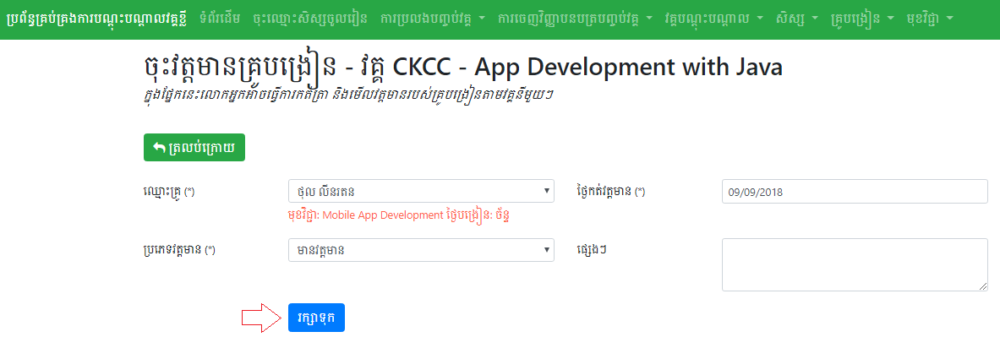 ប្រព័ន្ធគ្រប់គ្រងការបណ្តុះបណ្តាលវគ្គខ្លី ទំព័រដើម ចុះឈ្មោះសិស្សចូលរៀន ការប្រលងបញ្ចប់វគ្គ ការចេញវិញ្ញាបនបត្របញ្ចប់វគ្គ វគ្គបណ្តុះបណ្តាល សិស្ស គ្រូបង្រៀន មុខវិជ្ជា
ចុះវត្តមានគ្រូបង្រៀន - វគ្គ CKCC - App Development with Java
ក្នុងផ្នែកនេះលោកអ្នកអាចធ្វើការកត់ត្រា និងមើលវត្តមានរបស់គ្រូបង្រៀនតាមវគ្គនីមួយៗ
ត្រលប់ក្រោយ
ឈ្មោះគ្រូ (*) ថុល លីនរតន ថ្ងៃកត់វត្តមាន (*) 09/09/2018
មុខវិជ្ជា: Mobile App Development ថ្ងៃបង្រៀន: ច័ន្ទ
ប្រភេទវត្តមាន (*) មានវត្តមាន ផ្សេងៗ
រក្សាទុក